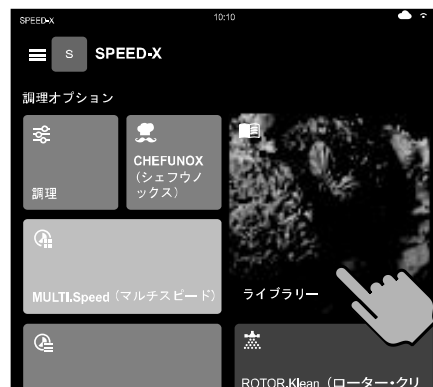 SPEED-X
10:10
S
SPEED-X
調理オプション
調理
CHEFUNOX
(シェフウノ
ックス)
MULTI.Speed (マルチスピード)
ライブラリー
ROTOR.Klean (ローター・クリ